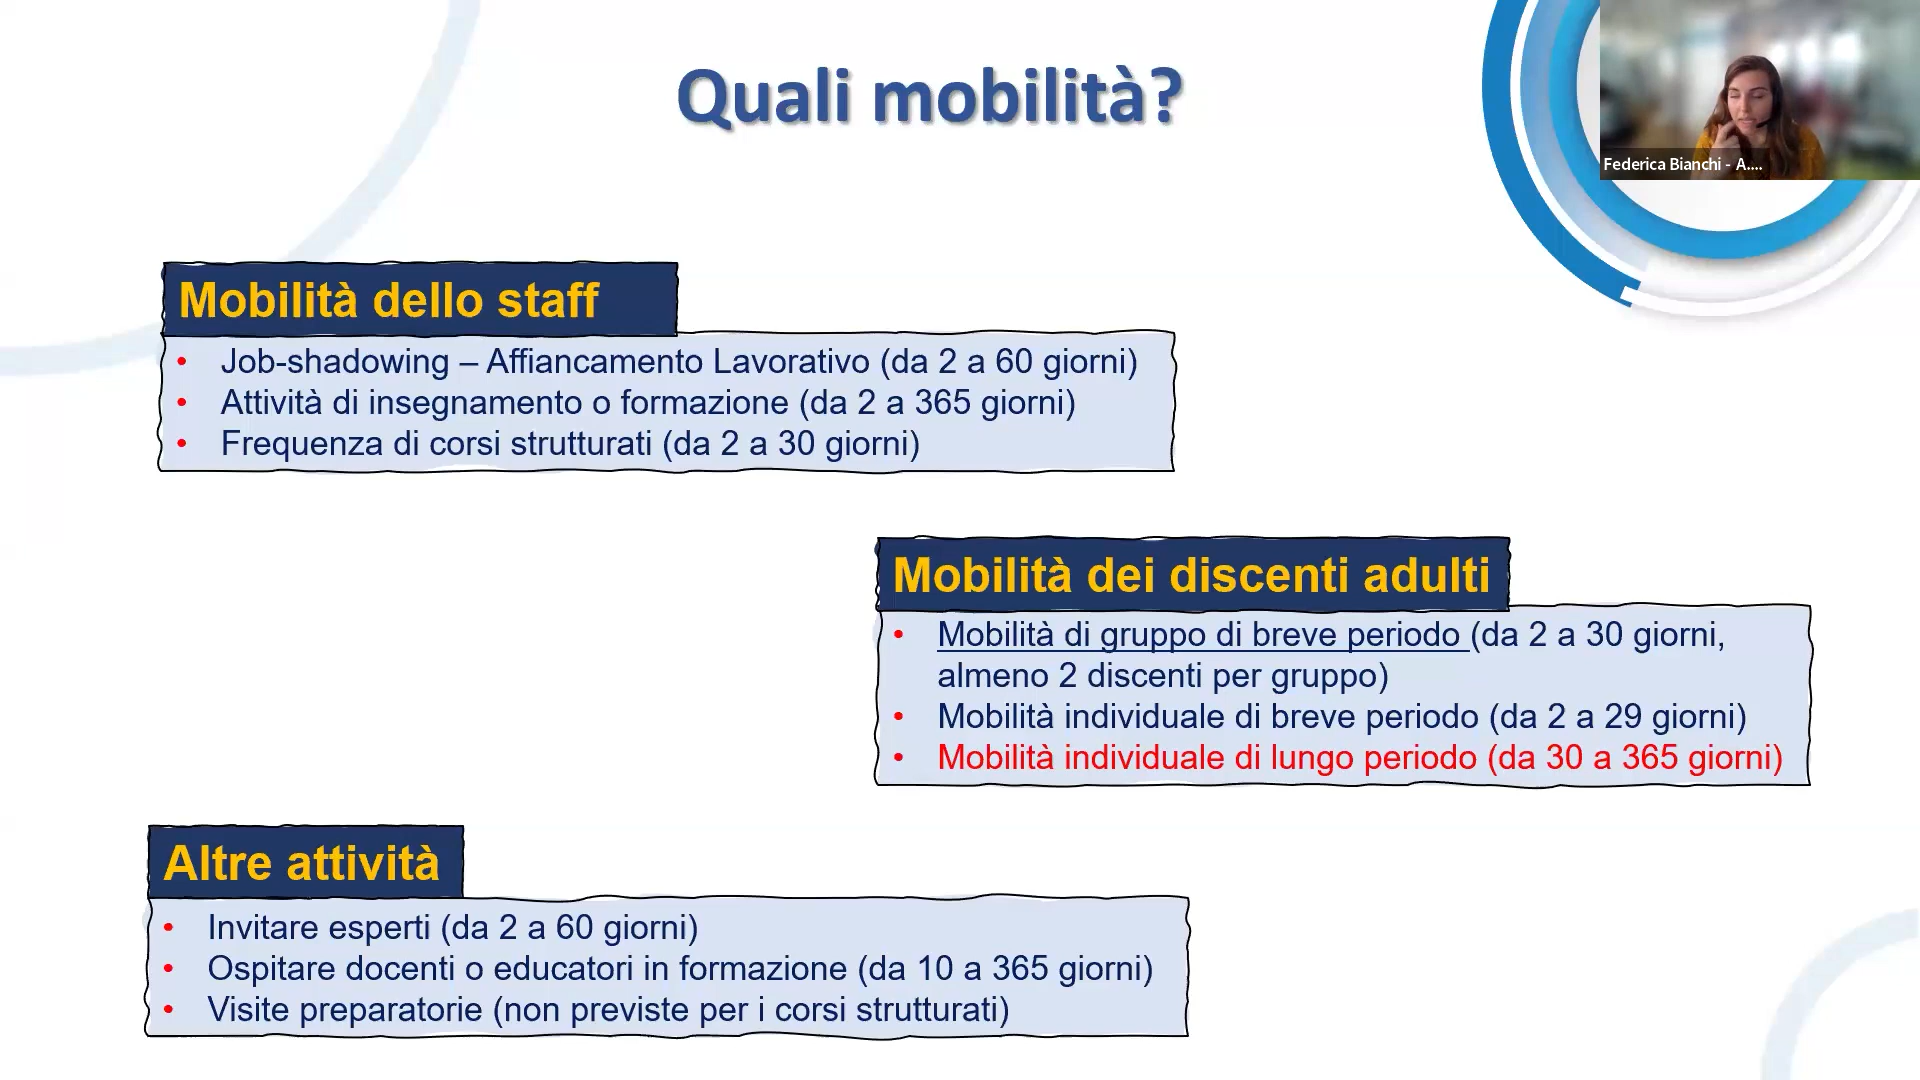 Quali mobilità?
Federica Bianchi - A....
Mobilità dello staff
• Job-shadowing – Affiancamento Lavorativo (da 2 a 60 giorni)
• Attività di insegnamento o formazione (da 2 a 365 giorni)
• Frequenza di corsi strutturati (da 2 a 30 giorni)
Mobilità dei discenti adulti
• Mobilità di gruppo di breve periodo (da 2 a 30 giorni,
almeno 2 discenti per gruppo)
• Mobilità individuale di breve periodo (da 2 a 29 giorni)
• Mobilità individuale di lungo periodo (da 30 a 365 giorni)
Altre attività
• Invitare esperti (da 2 a 60 giorni)
• Ospitare docenti o educatori in formazione (da 10 a 365 giorni)
• Visite preparatorie (non previste per i corsi strutturati)